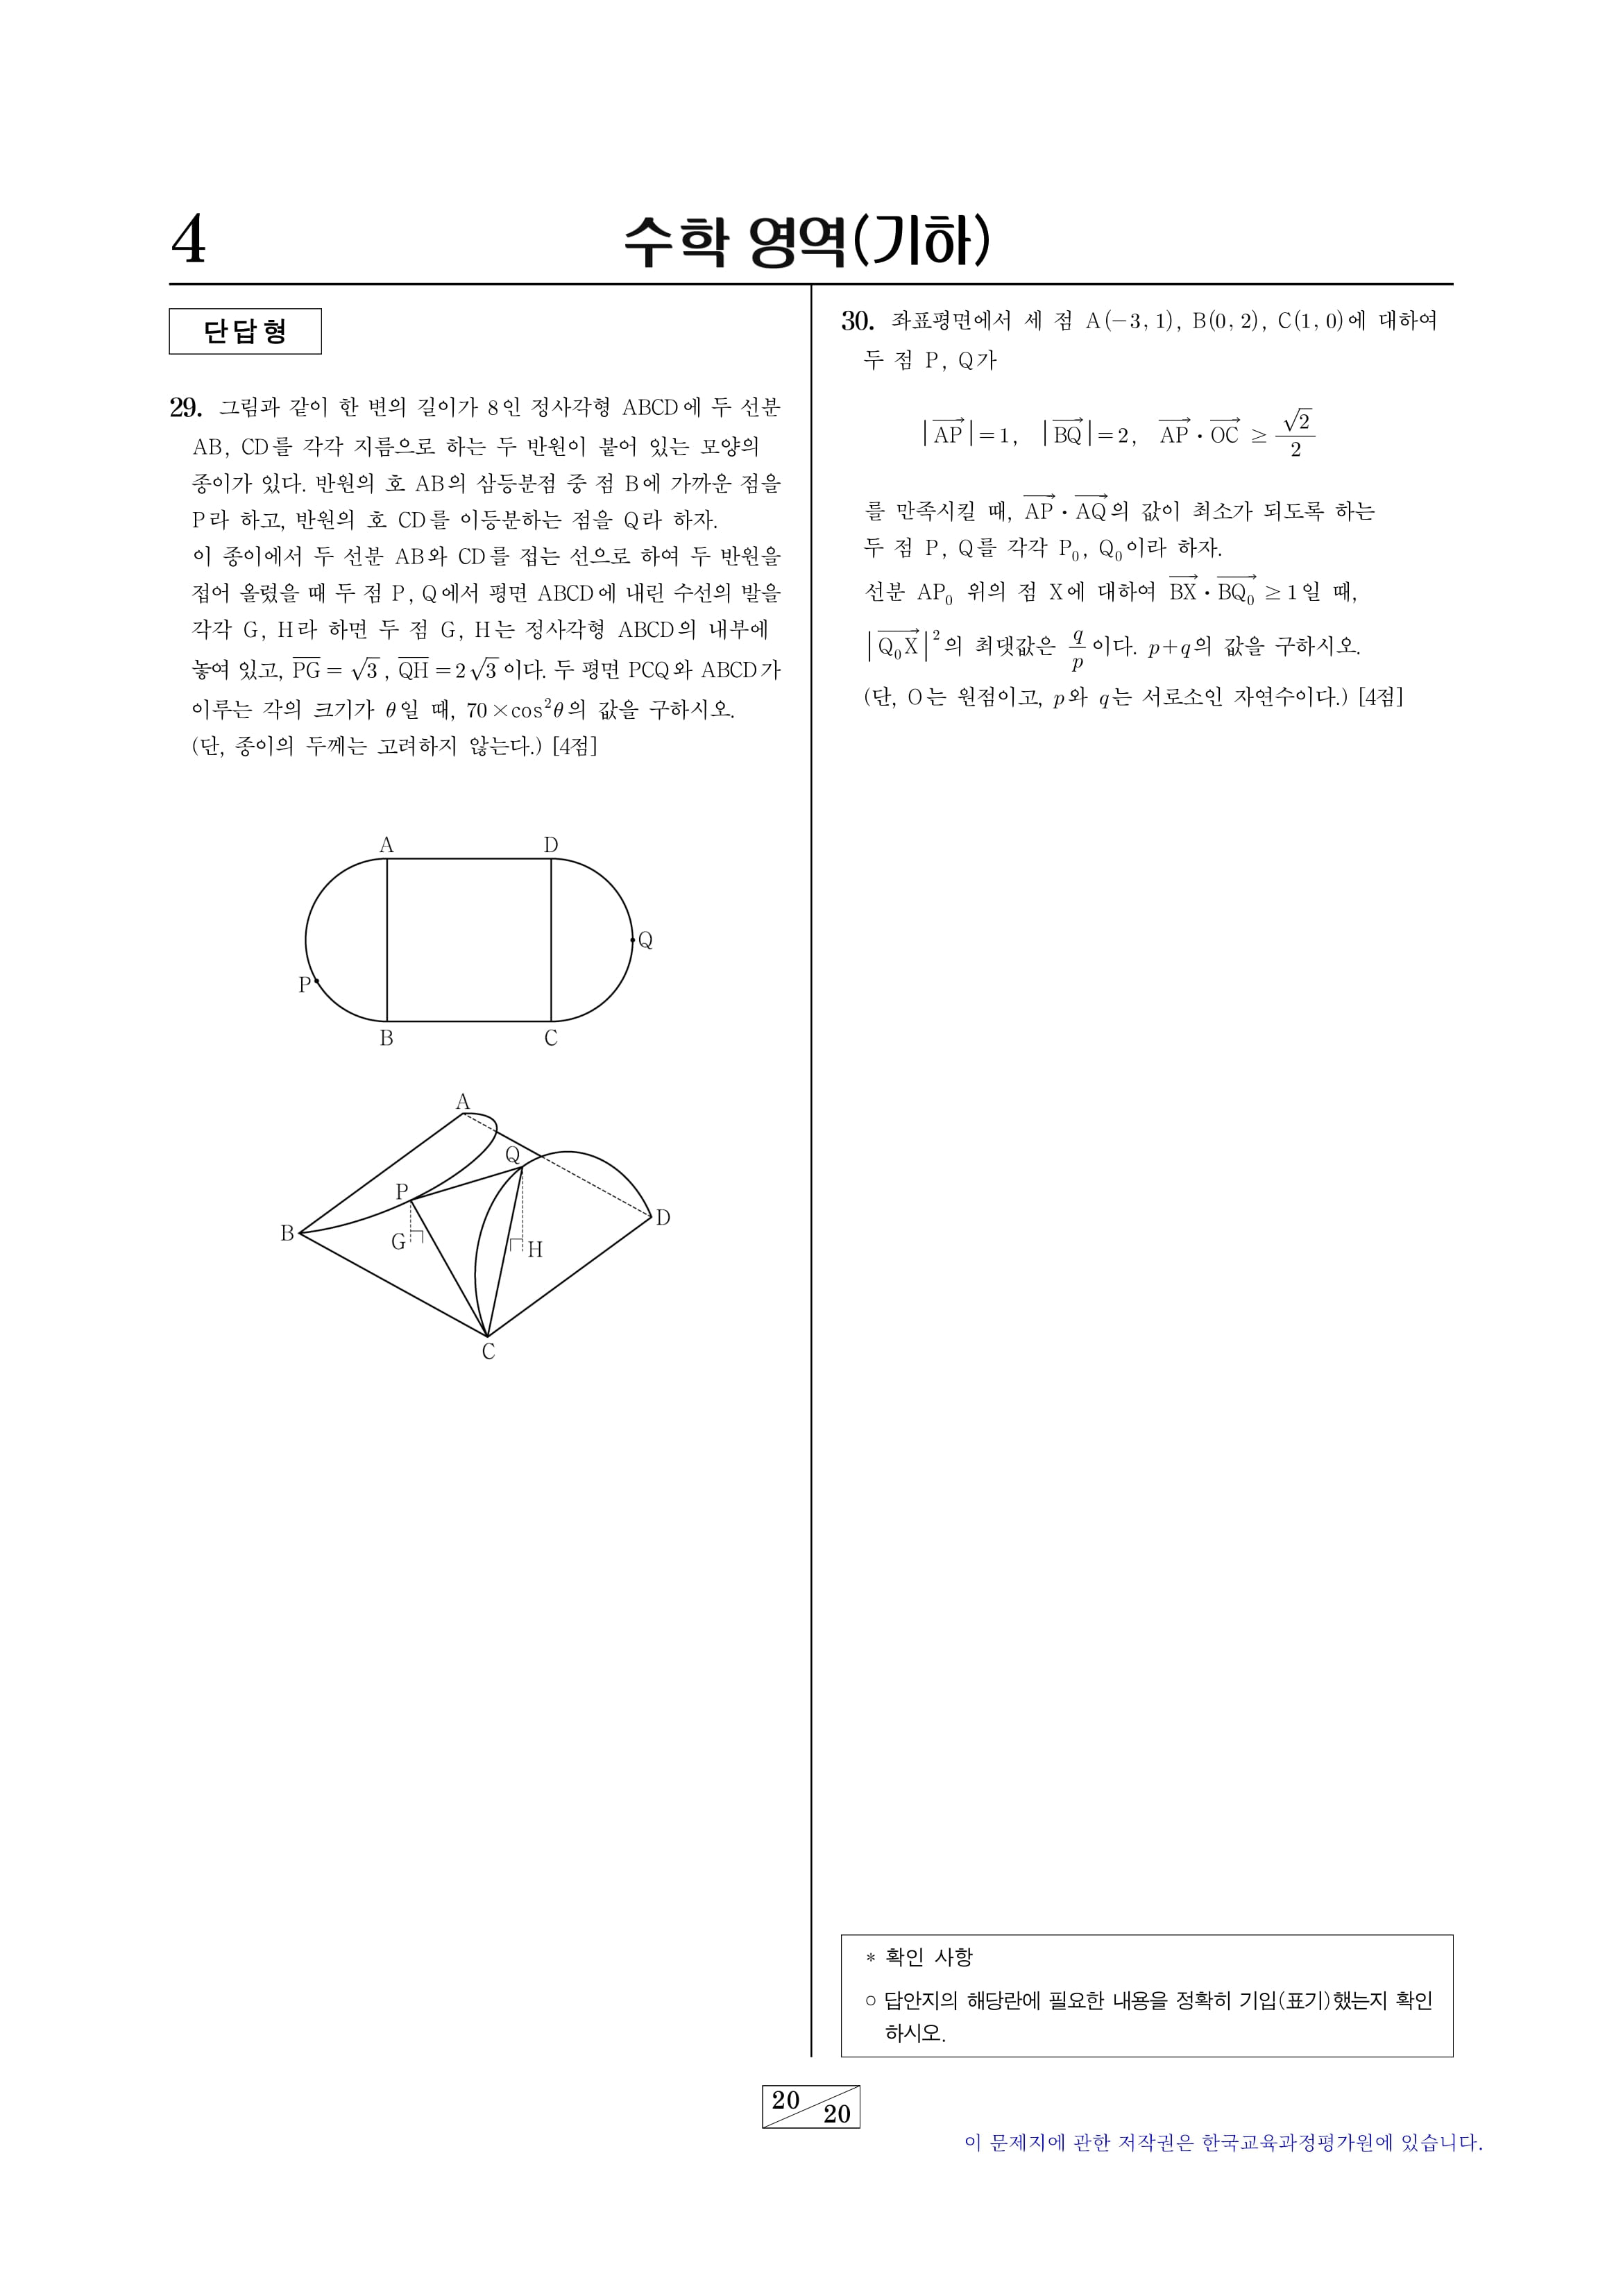 4
수학 영역(기하)
단답형
29. 그림과 같이 한 변의 길이가 8인 정사각형 ABCD에 두 선분
AB, CD를 각각 지름으로 하는 두 반원이 붙어 있는 모양의
종이가 있다. 반원의 호 AB의 삼등분점 중 점 B에 가까운 점을
P라 하고, 반원의 호 CD를 이등분하는 점을 Q라 하자.
이 종이에서 두 선분 AB와 CD를 접는 선으로 하여 두 반원을
접어 올렸을 때 두 점 P, Q에서 평면 ABCD에 내린 수선의 발을
각각 G, H라 하면 두 점 G, H는 정사각형 ABCD의 내부에
놓여 있고, $\overline{PG}=\sqrt{3}$, $\overline{QH}=2\sqrt{3}$이다. 두 평면 PCQ와 ABCD가
이루는 각의 크기가 θ일 때, 70×cos²θ의 값을 구하시오.
(단, 종이의 두께는 고려하지 않는다.) [4점]
A D
Q
P
B C
A
Q
P
B
G
H
D
C
30. 좌표평면에서 세 점 A(−3, 1), B(0, 2), C(1, 0)에 대하여
두 점 P, Q가
$|\overrightarrow{AP}|=1,\ |\overrightarrow{BQ}|=2,\ \overrightarrow{AP}\cdot\overrightarrow{OC}\geq\frac{\sqrt{2}}{2}$
를 만족시킬 때, $\overrightarrow{AP}\cdot\overrightarrow{AQ}$의 값이 최소가 되도록 하는
두 점 P, Q를 각각 P₀, Q₀이라 하자.
선분 AP₀ 위의 점 X에 대하여 $\overrightarrow{BX}\cdot\overrightarrow{BQ_0}\geq 1$일 때,
$|\overrightarrow{Q_0X}|^2$의 최댓값은 $\frac{q}{p}$이다. p+q의 값을 구하시오.
(단, O는 원점이고, p와 q는 서로소인 자연수이다.) [4점]
* 확인 사항
○ 답안지의 해당란에 필요한 내용을 정확히 기입(표기)했는지 확인
하시오.
20
20
이 문제지에 관한 저작권은 한국교육과정평가원에 있습니다.